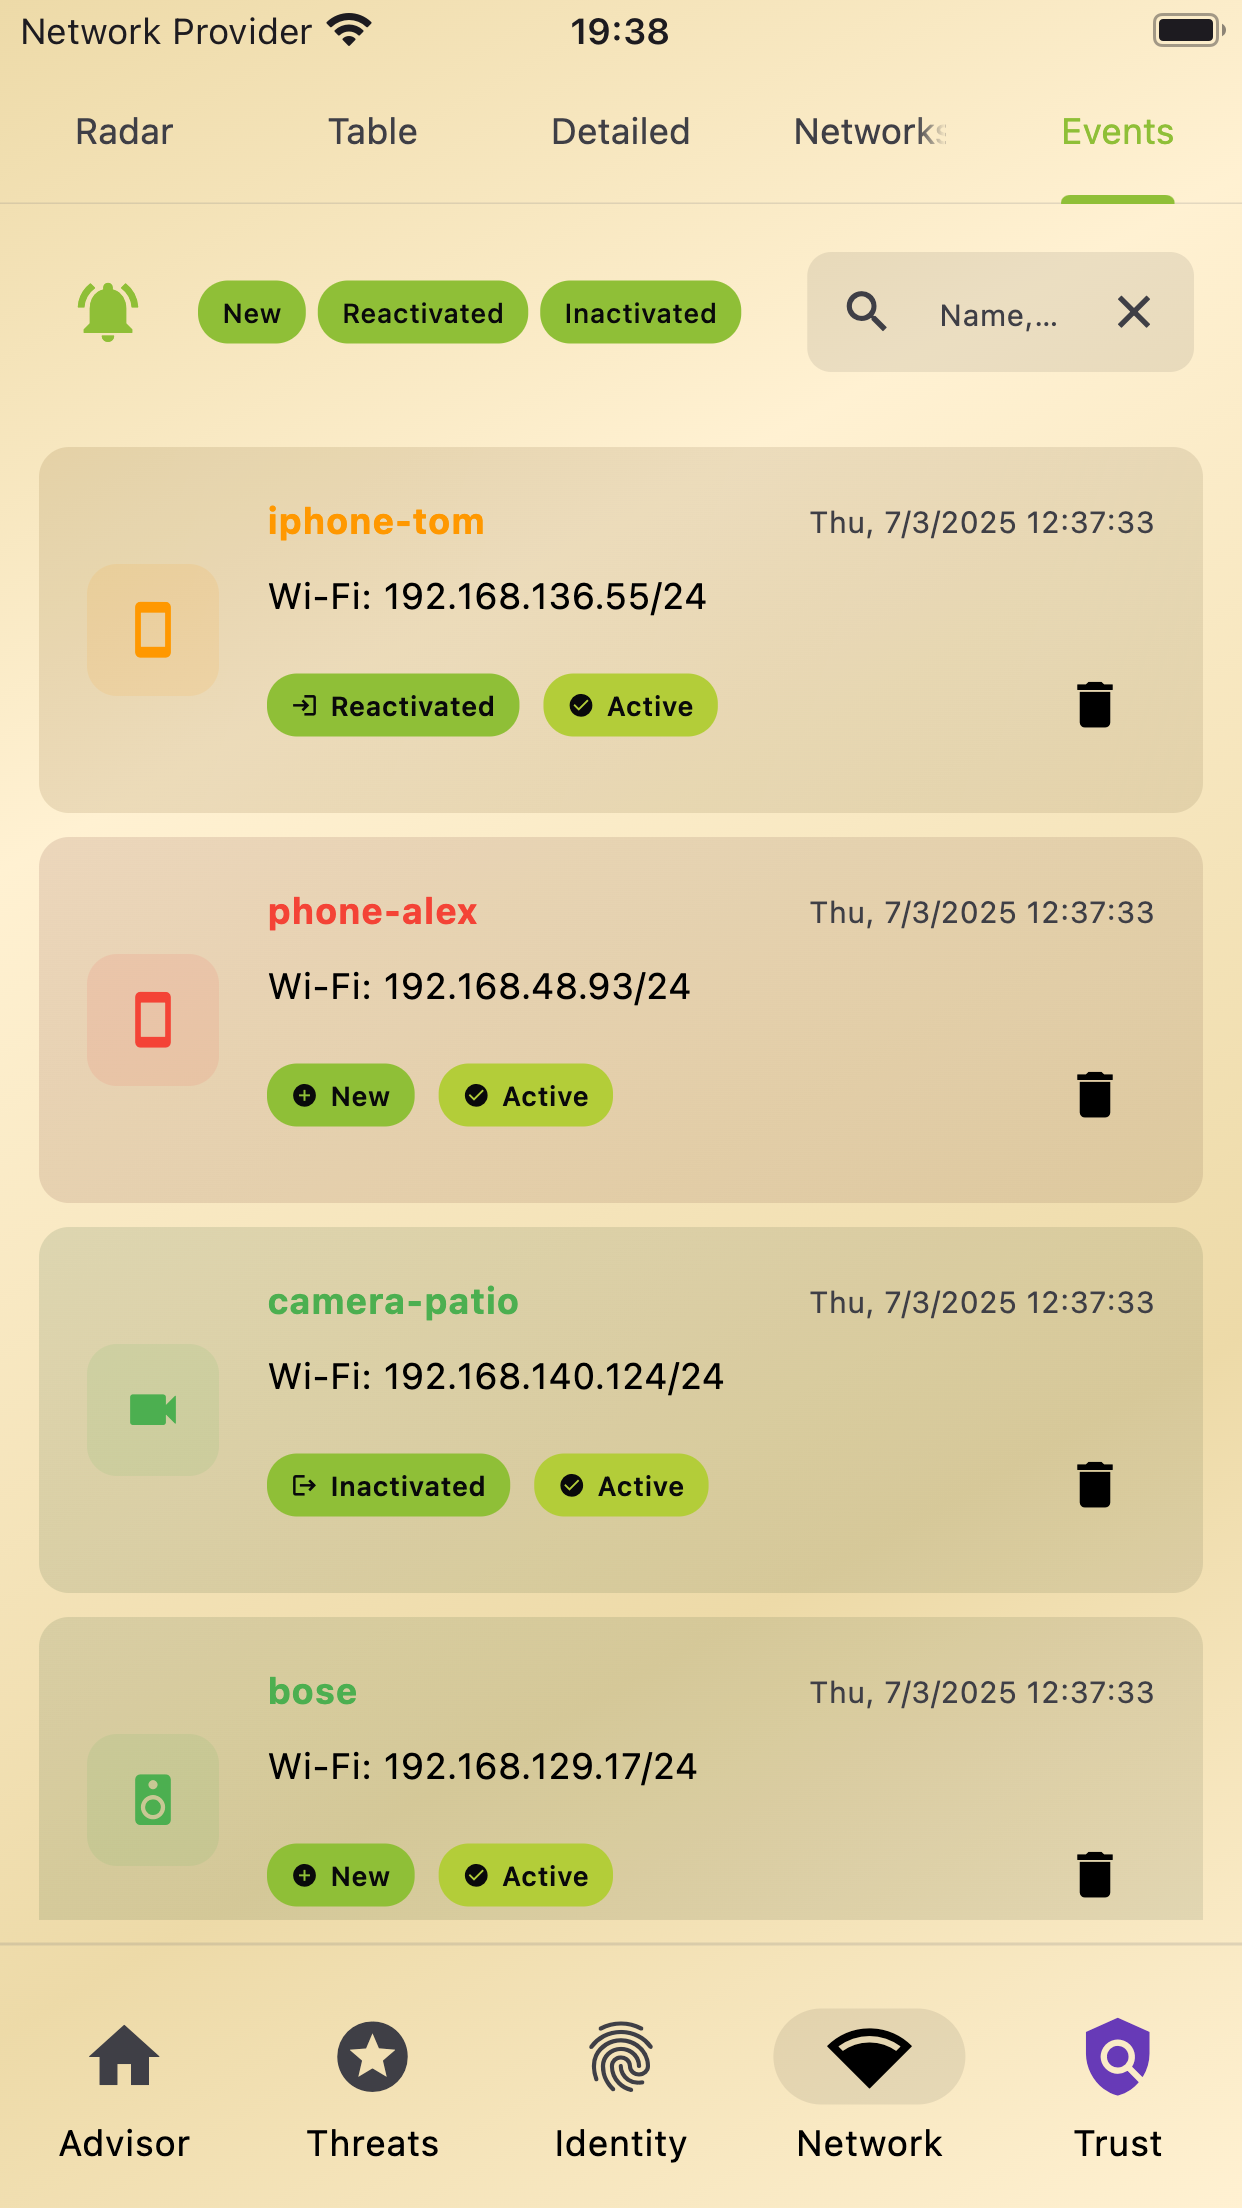 Network Provider 19:38
Radar Table Detailed Networks Events
New Reactivated Inactivated Name,...
iphone-tom Thu, 7/3/2025 12:37:33
Wi-Fi: 192.168.136.55/24
Reactivated Active
phone-alex Thu, 7/3/2025 12:37:33
Wi-Fi: 192.168.48.93/24
New Active
camera-patio Thu, 7/3/2025 12:37:33
Wi-Fi: 192.168.140.124/24
Inactivated Active
bose Thu, 7/3/2025 12:37:33
Wi-Fi: 192.168.129.17/24
New Active
Advisor Threats Identity Network Trust